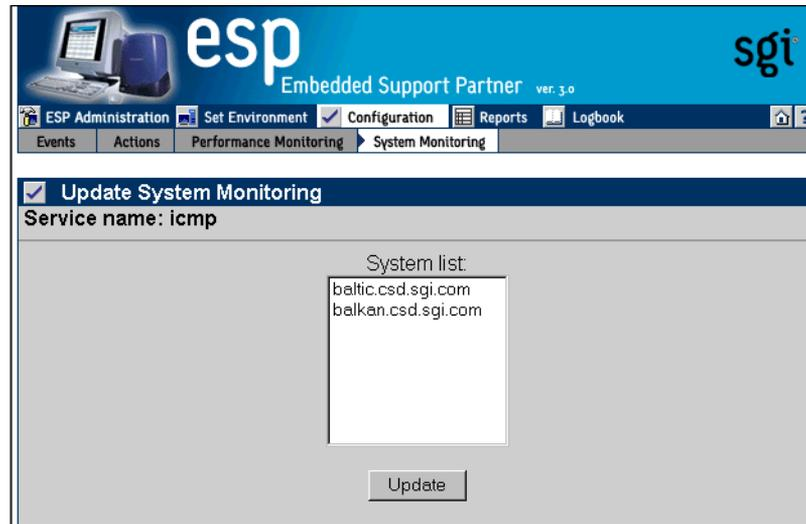 esp
sgi
Embedded Support Partner ver. 3.0
ESP Administration Set Environment Configuration Reports Logbook ?
Events Actions Performance Monitoring System Monitoring
Update System Monitoring
Service name: icmp
System list:
baltic.csd.sgi.com
balkan.csd.sgi.com
Update